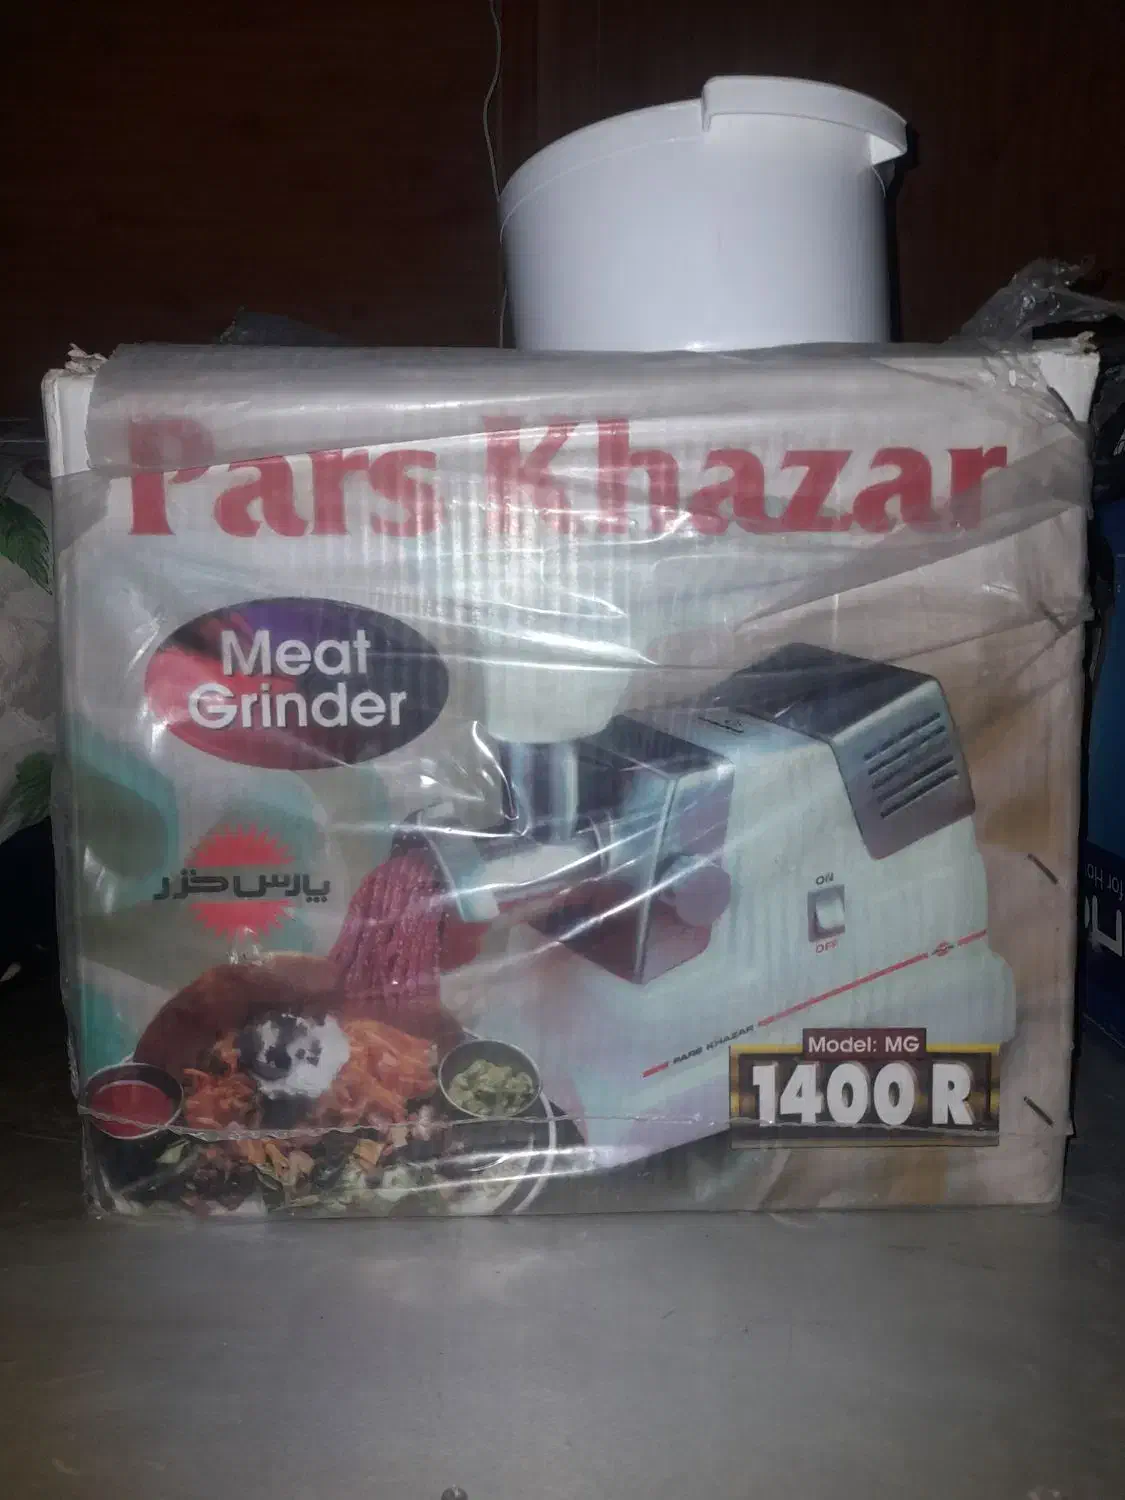 Pars Khazar
Meat
Grinder
پارس خزر
ON
OFF
PARS KHAZAR
Model: MG
1400 R